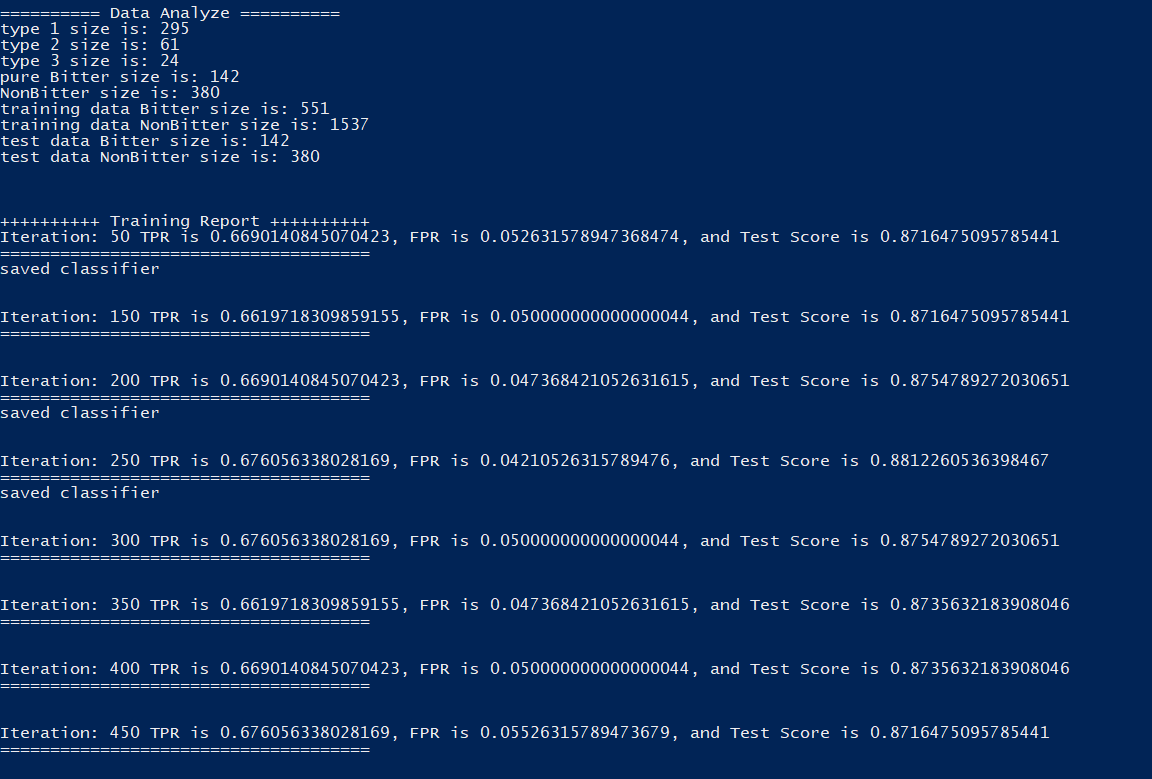 ========== Data Analyze ==========
type 1 size is: 295
type 2 size is: 61
type 3 size is: 24
pure Bitter size is: 142
NonBitter size is: 380
training data Bitter size is: 551
training data NonBitter size is: 1537
test data Bitter size is: 142
test data NonBitter size is: 380
++++++++++ Training Report ++++++++++
Iteration: 50 TPR is 0.6690140845070423, FPR is 0.052631578947368474, and Test Score is 0.8716475095785441
=====================================
saved classifier
Iteration: 150 TPR is 0.6619718309859155, FPR is 0.050000000000000044, and Test Score is 0.8716475095785441
=====================================
Iteration: 200 TPR is 0.6690140845070423, FPR is 0.047368421052631615, and Test Score is 0.8754789272030651
=====================================
saved classifier
Iteration: 250 TPR is 0.676056338028169, FPR is 0.04210526315789476, and Test Score is 0.8812260536398467
=====================================
saved classifier
Iteration: 300 TPR is 0.676056338028169, FPR is 0.050000000000000044, and Test Score is 0.8754789272030651
=====================================
Iteration: 350 TPR is 0.6619718309859155, FPR is 0.047368421052631615, and Test Score is 0.8735632183908046
=====================================
Iteration: 400 TPR is 0.6690140845070423, FPR is 0.050000000000000044, and Test Score is 0.8735632183908046
=====================================
Iteration: 450 TPR is 0.676056338028169, FPR is 0.05526315789473679, and Test Score is 0.8716475095785441
=====================================